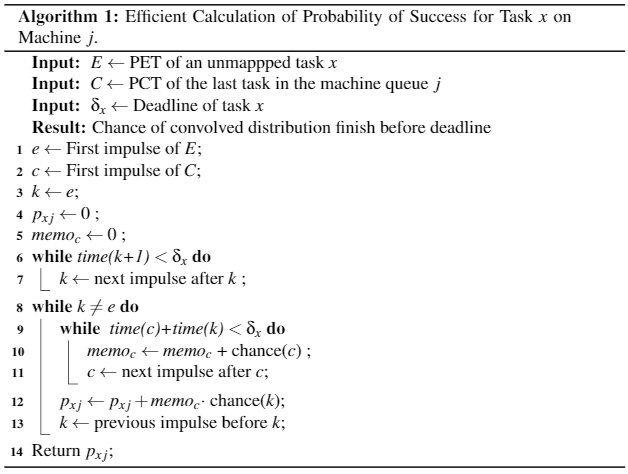 Algorithm 1: Efficient Calculation of Probability of Success for Task x on
Machine j.
Input: E ← PET of an unmappped task x
Input: C ← PCT of the last task in the machine queue j
Input: δₓ ← Deadline of task x
Result: Chance of convolved distribution finish before deadline
1 e ← First impulse of E;
2 c ← First impulse of C;
3 k ← e;
4 pₓⱼ ← 0 ;
5 memo_c ← 0 ;
6 while time(k+1) < δₓ do
7 k ← next impulse after k ;
8 while k ≠ e do
9 while time(c)+time(k) < δₓ do
10 memo_c ← memo_c + chance(c) ;
11 c ← next impulse after c;
12 pₓⱼ ← pₓⱼ + memo_c· chance(k);
13 k ← previous impulse before k;
14 Return pₓⱼ;